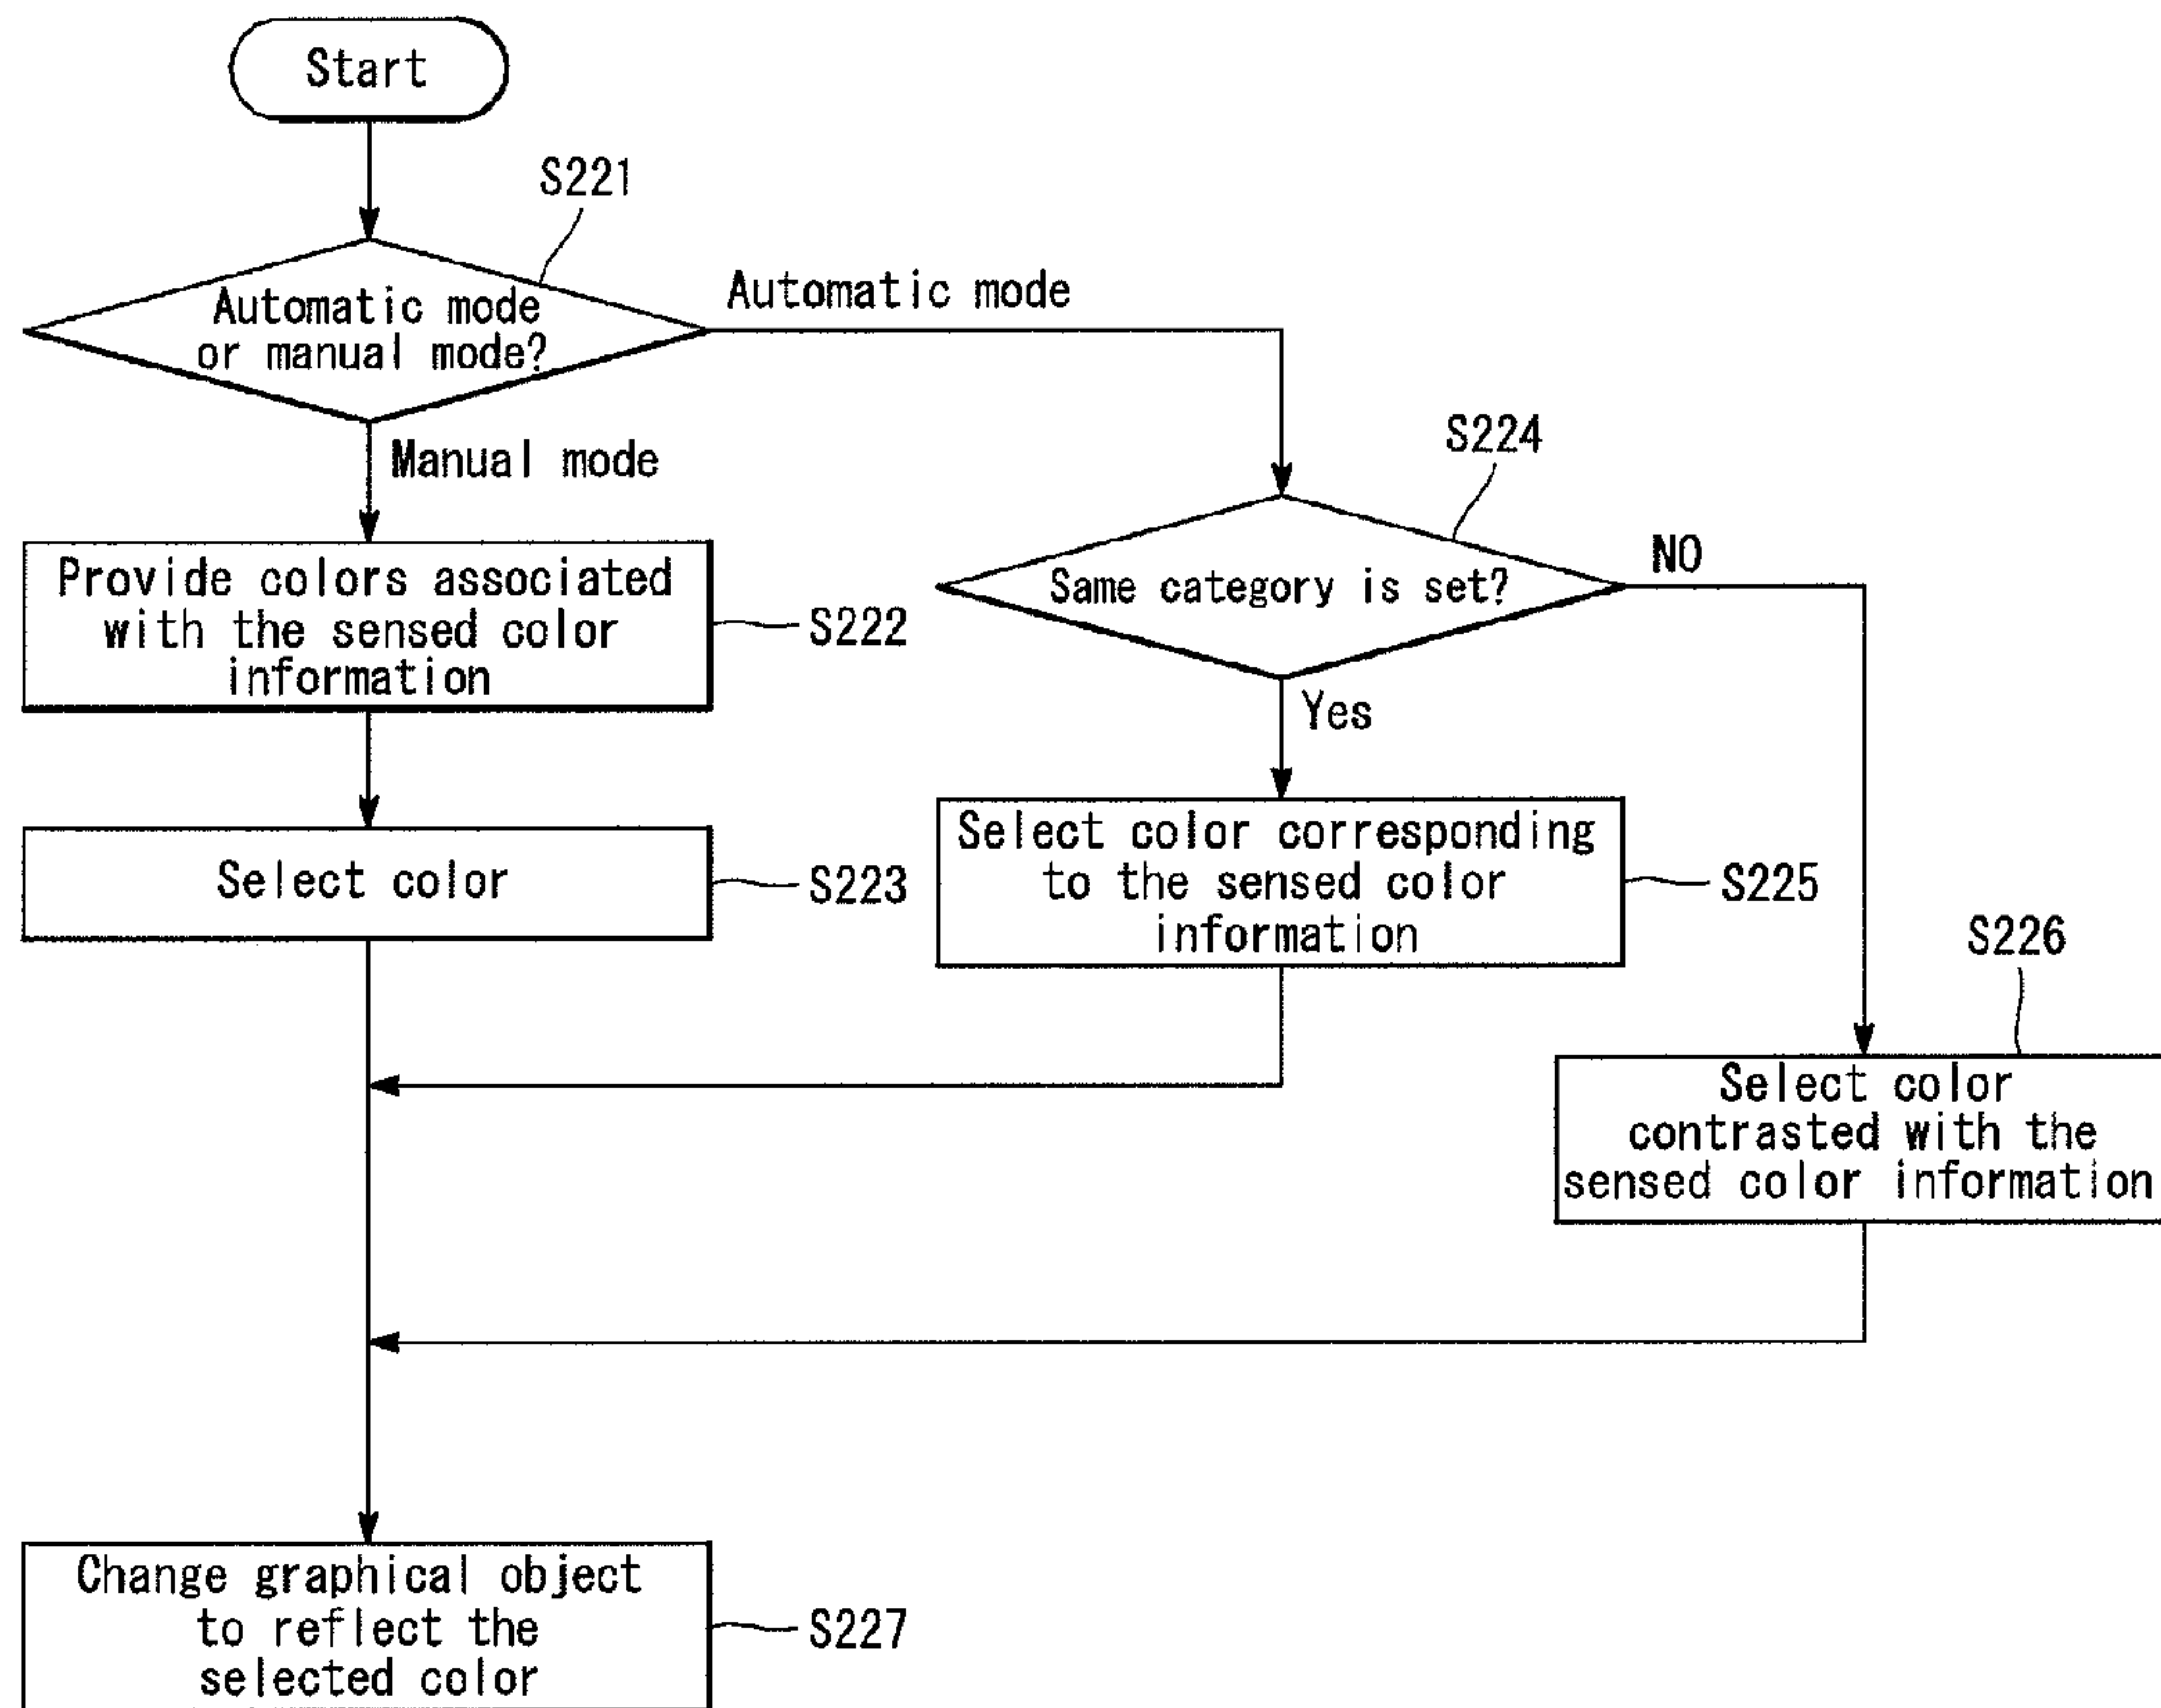 Start
S221
Automatic mode
or manual mode?
Automatic mode
Manual mode
S224
Same category is set?
NO
Yes
Provide colors associated
with the sensed color
information
S222
Select color
S223
Select color corresponding
to the sensed color
information
S225
S226
Select color
contrasted with the
sensed color information
Change graphical object
to reflect the
selected color
S227